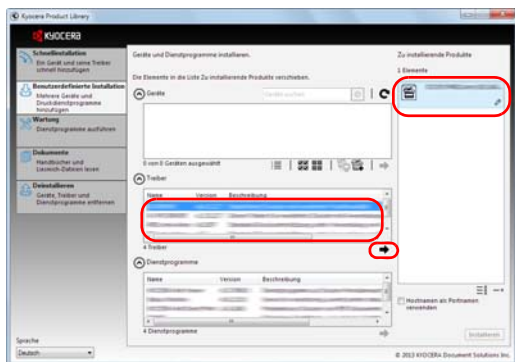 Kyocera Product Library
KYOCERA
Schnellinstallation
Ein Gerät und seine Treiber
schnell hinzufügen
Benutzerdefinierte Installation
Mehrere Geräte und
Druckdienstprogramme
hinzufügen
Wartung
Dienstprogramme ausführen
Dokumente
Handbücher und
Liesmich-Dateien lesen
Deinstallieren
Geräte, Treiber und
Dienstprogramme entfernen
Sprache
Deutsch
Geräte und Dienstprogramme installieren.
Die Elemente in die Liste Zu installierende Produkte verschieben.
Geräte
Geräte suchen
0 von 0 Geräten ausgewählt
Treiber
Name Version Beschreibung
4 Treiber
Dienstprogramme
Name Version Beschreibung
4 Dienstprogramme
Zu installierende Produkte
1 Elemente
Hostnamen als Portnamen
verwenden
Installieren
© 2013 KYOCERA Document Solutions Inc.